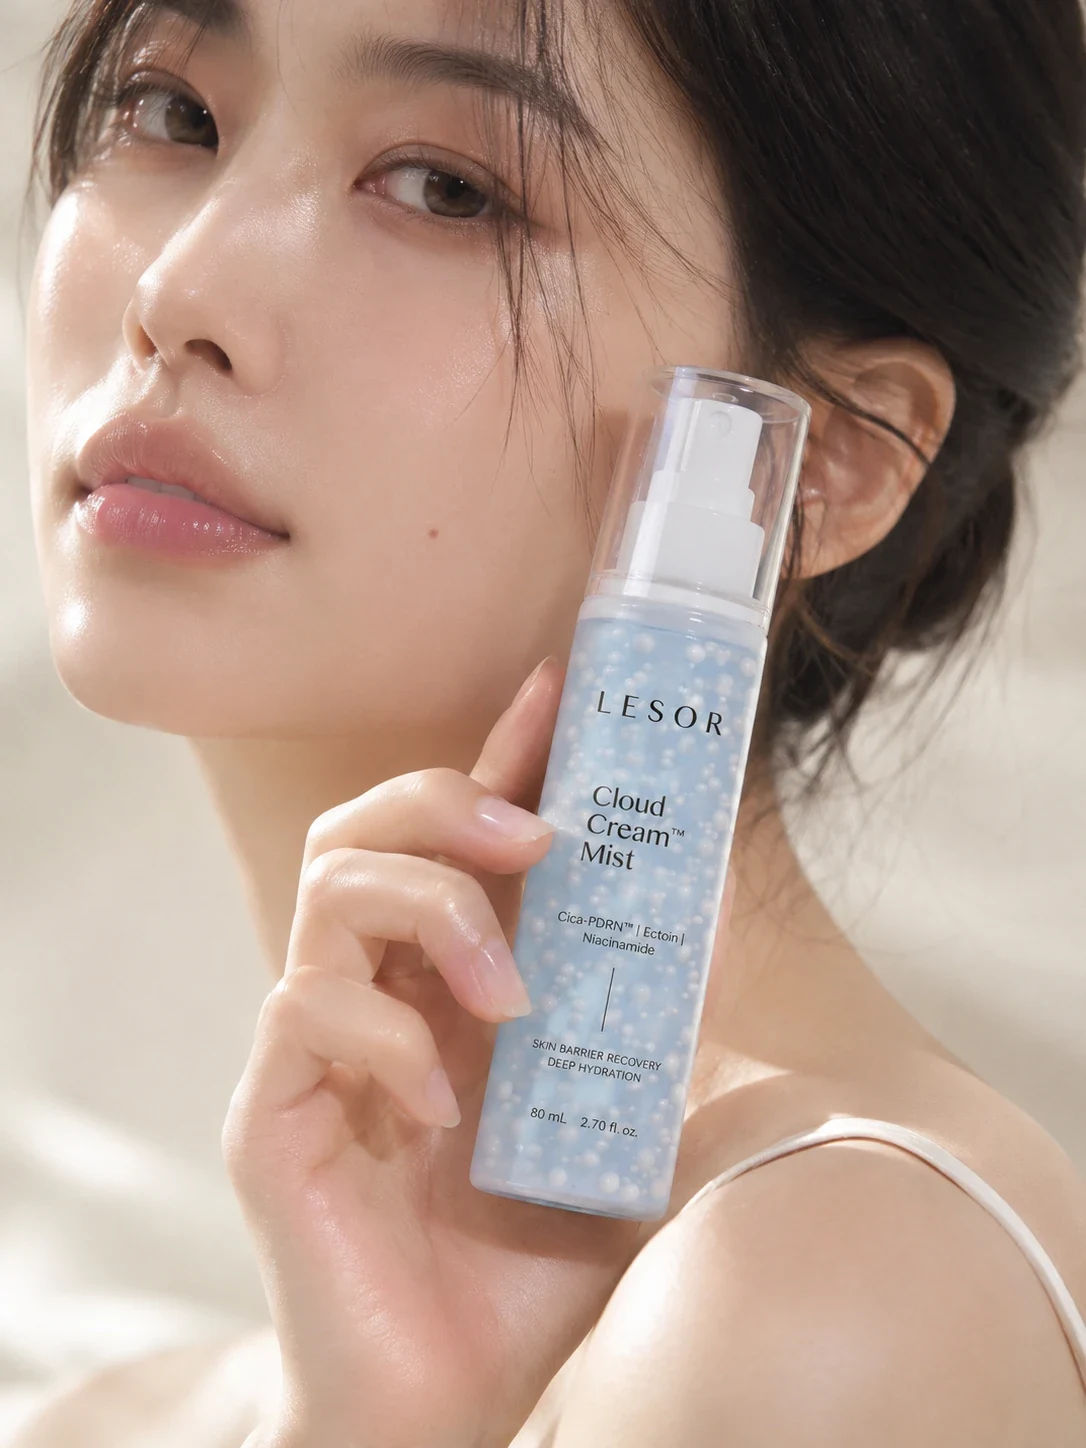 LESOR
Cloud
Cream™
Mist
Cica-PDRN™ | Ectoin |
Niacinamide
SKIN BARRIER RECOVERY
DEEP HYDRATION
80 mL 2.70 fl. oz.